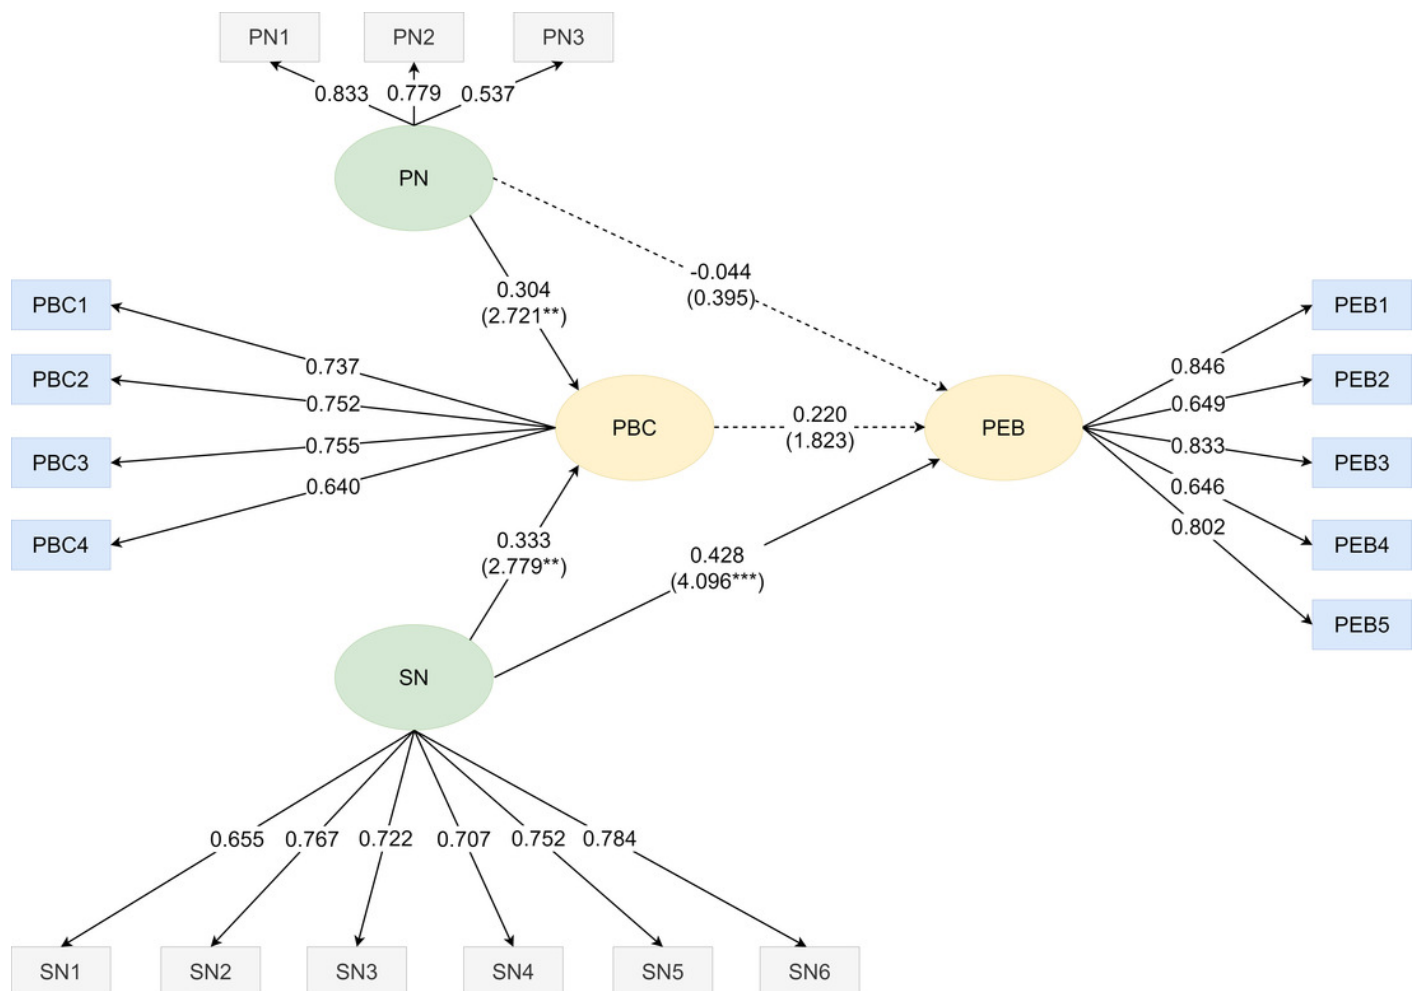 PN1 PN2 PN3
0.833 0.779 0.537
PN
-0.044
(0.395)
0.304
(2.721**)
PBC1
PBC2
PBC3
PBC4
0.737
0.752
0.755
0.640
PBC
0.220
(1.823)
PEB
0.846
0.649
0.833
0.646
0.802
PEB1
PEB2
PEB3
PEB4
PEB5
0.333
(2.779**)
0.428
(4.096***)
SN
0.655 0.767 0.722 0.707 0.752 0.784
SN1 SN2 SN3 SN4 SN5 SN6